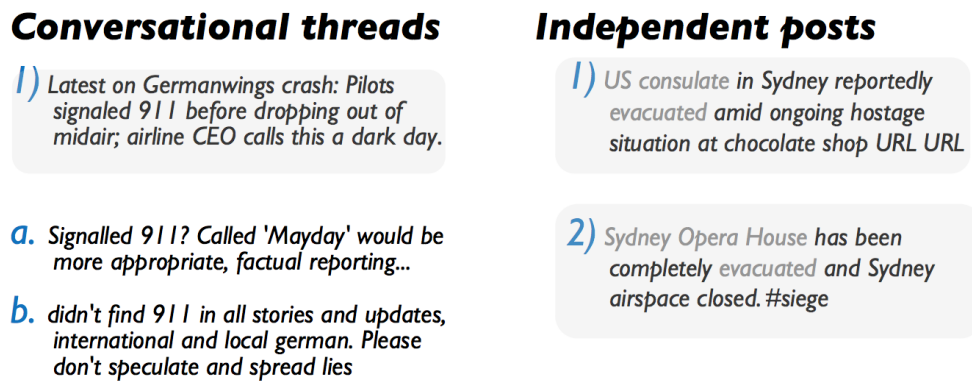 Conversational threads
1) Latest on Germanwings crash: Pilots
signaled 911 before dropping out of
midair; airline CEO calls this a dark day.
a. Signalled 911? Called 'Mayday' would be
more appropriate, factual reporting...
b. didn't find 911 in all stories and updates,
international and local german. Please
don't speculate and spread lies
Independent posts
1) US consulate in Sydney reportedly
evacuated amid ongoing hostage
situation at chocolate shop URL URL
2) Sydney Opera House has been
completely evacuated and Sydney
airspace closed. #siege